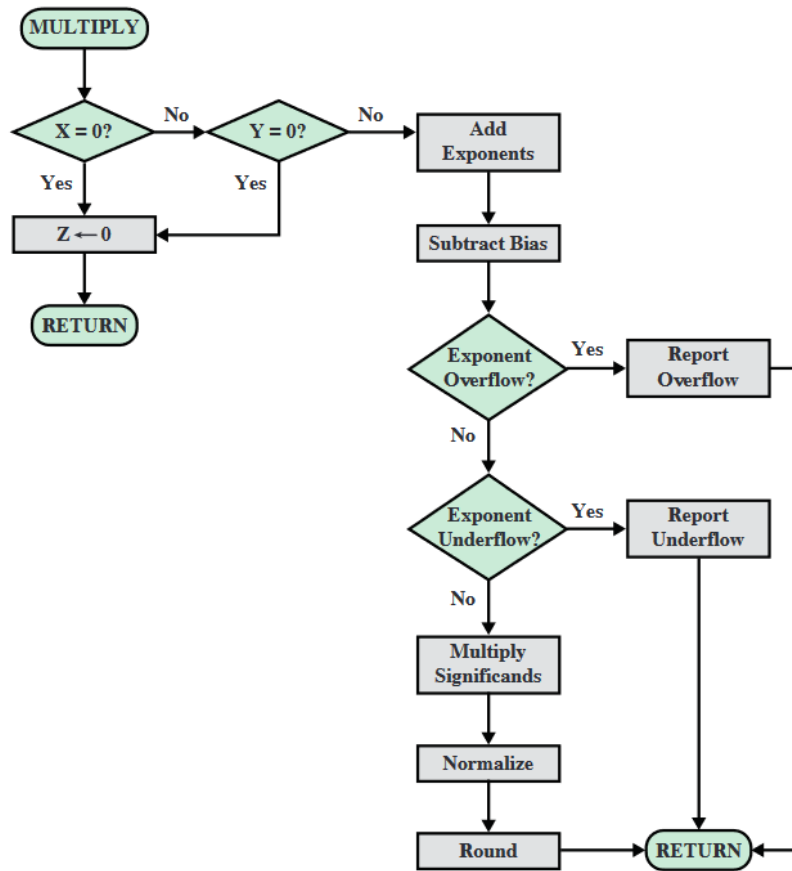 MULTIPLY
X = 0?
No
Y = 0?
No
Add
Exponents
Yes
Yes
Z ← 0
Subtract Bias
RETURN
Exponent
Overflow?
Yes
Report
Overflow
No
Exponent
Underflow?
Yes
Report
Underflow
No
Multiply
Significands
Normalize
Round
RETURN